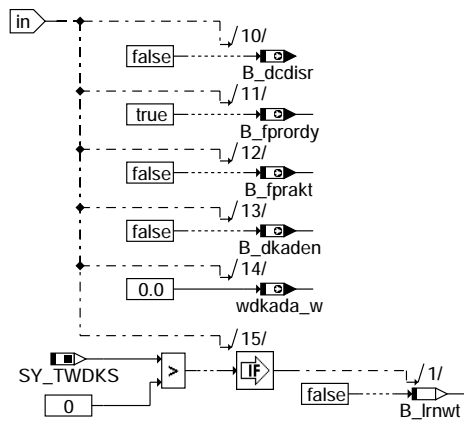 in
10/
false
B_dcdisr
11/
true
B_fprordy
12/
false
B_fprakt
13/
false
B_dkaden
14/
0.0
wdkada_w
15/
SY_TWDKS
>
IF
1/
0
false
B_lrnwt